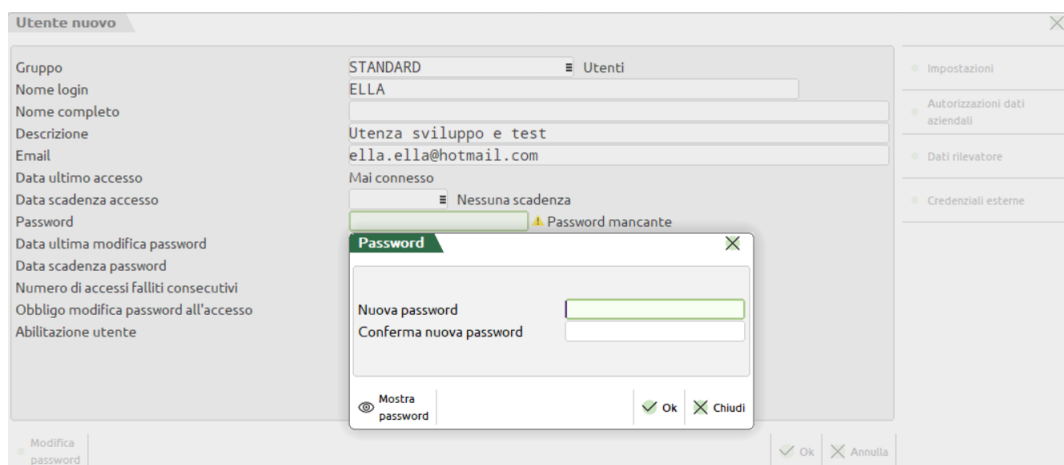 Utente nuovo
Gruppo STANDARD Utenti
Impostazioni
Nome login ELLA
Nome completo
Autorizzazioni dati
aziendali
Descrizione Utenza sviluppo e test
Email ella.ella@hotmail.com
Dati rilevatore
Data ultimo accesso Mai connesso
Data scadenza accesso Nessuna scadenza
Credenziali esterne
Password Password mancante
Data ultima modifica password
Data scadenza password
Numero di accessi falliti consecutivi
Obbligo modifica password all'accesso
Abilitazione utente
Password
Nuova password
Conferma nuova password
Mostra
password
Ok Chiudi
Modifica
password
Ok Annulla